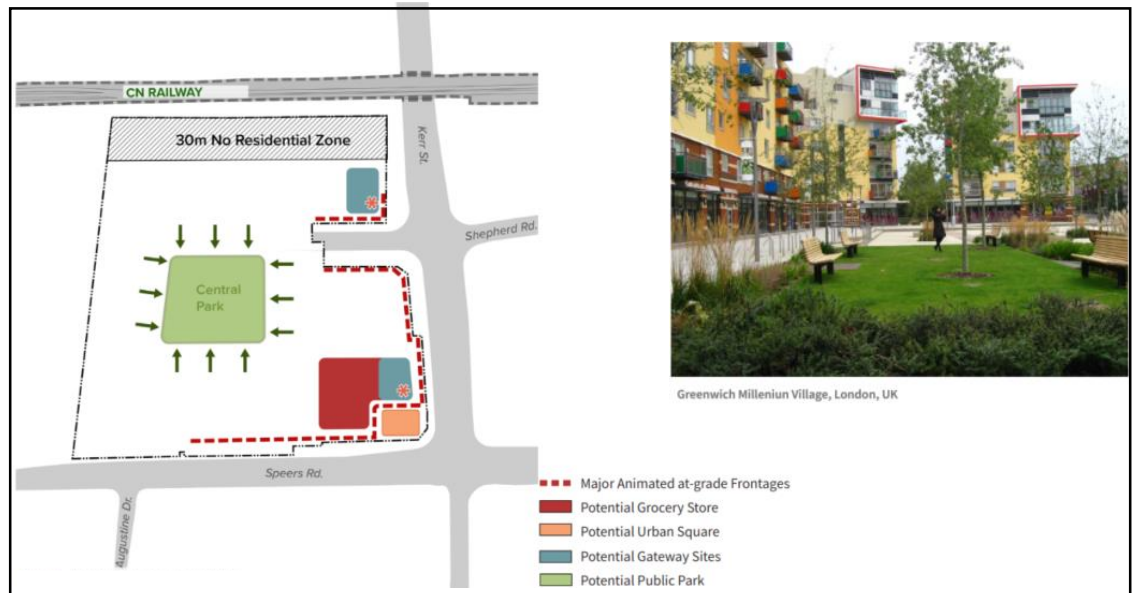 CN RAILWAY
30m No Residential Zone
Kerr St.
Shepherd Rd.
Central
Park
Speers Rd.
Augustine Dr.
Greenwich Milleniun Village, London, UK
Major Animated at-grade Frontages
Potential Grocery Store
Potential Urban Square
Potential Gateway Sites
Potential Public Park